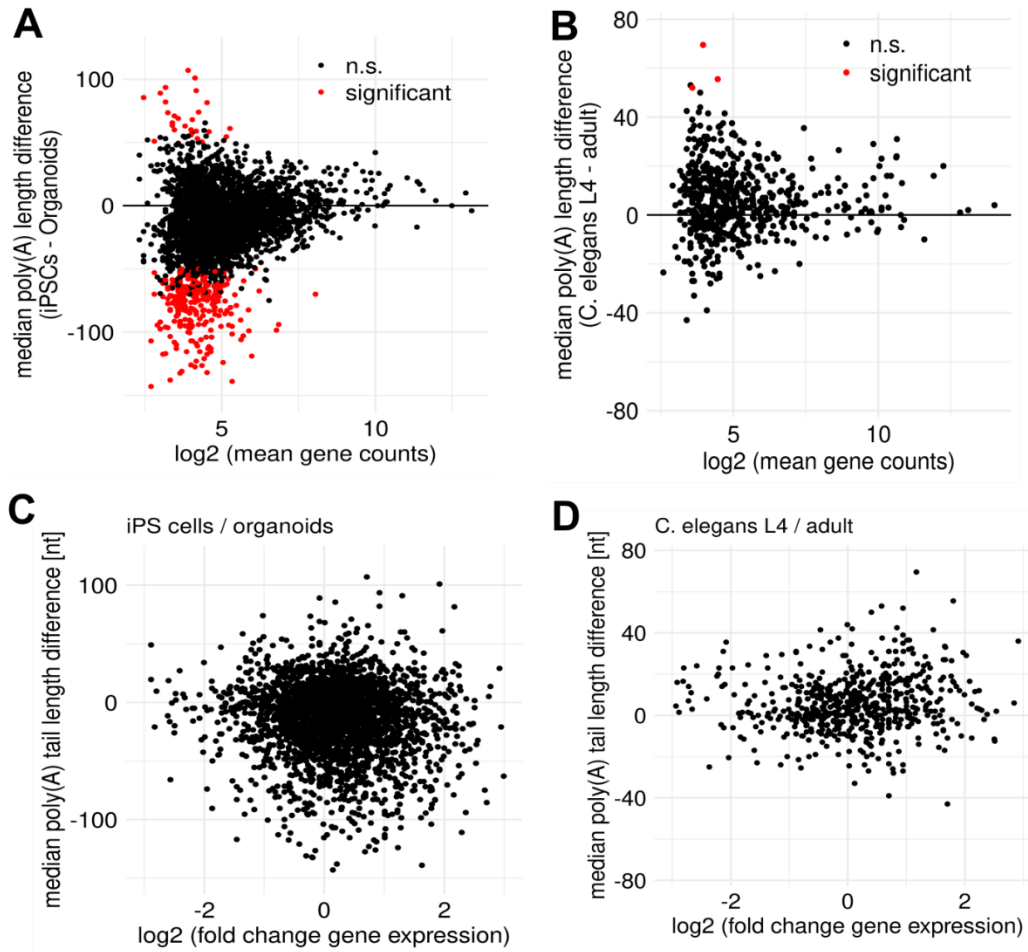 A
median poly(A) length difference
(iPSCs - Organoids)
100
0
-100
n.s.
significant
5
10
log2 (mean gene counts)
B
median poly(A) length difference
(C. elegans L4 - adult)
80
40
0
-40
-80
n.s.
significant
5
10
log2 (mean gene counts)
C
iPS cells / organoids
median poly(A) tail length difference [nt]
100
0
-100
-2
0
2
log2 (fold change gene expression)
D
C. elegans L4 / adult
median poly(A) tail length difference [nt]
80
40
0
-40
-80
-2
0
2
log2 (fold change gene expression)